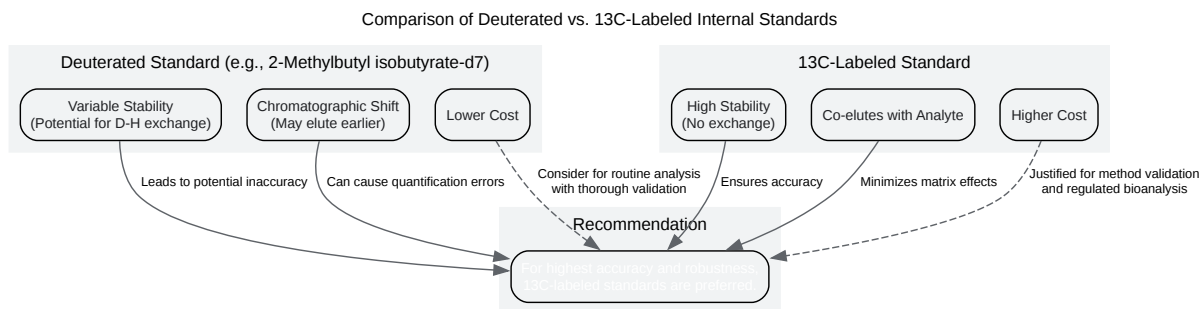 Comparison of Deuterated vs. 13C-Labeled Internal Standards
Deuterated Standard (e.g., 2-Methylbutyl isobutyrate-d7)
13C-Labeled Standard
Variable Stability
(Potential for D-H exchange)
Chromatographic Shift
(May elute earlier)
Lower Cost
High Stability
(No exchange)
Co-elutes with Analyte
Higher Cost
Leads to potential inaccuracy
Can cause quantification errors
Consider for routine analysis
with thorough validation
Ensures accuracy
Minimizes matrix effects
Justified for method validation
and regulated bioanalysis
Recommendation
For highest accuracy and robustness,
13C-labeled standards are preferred.